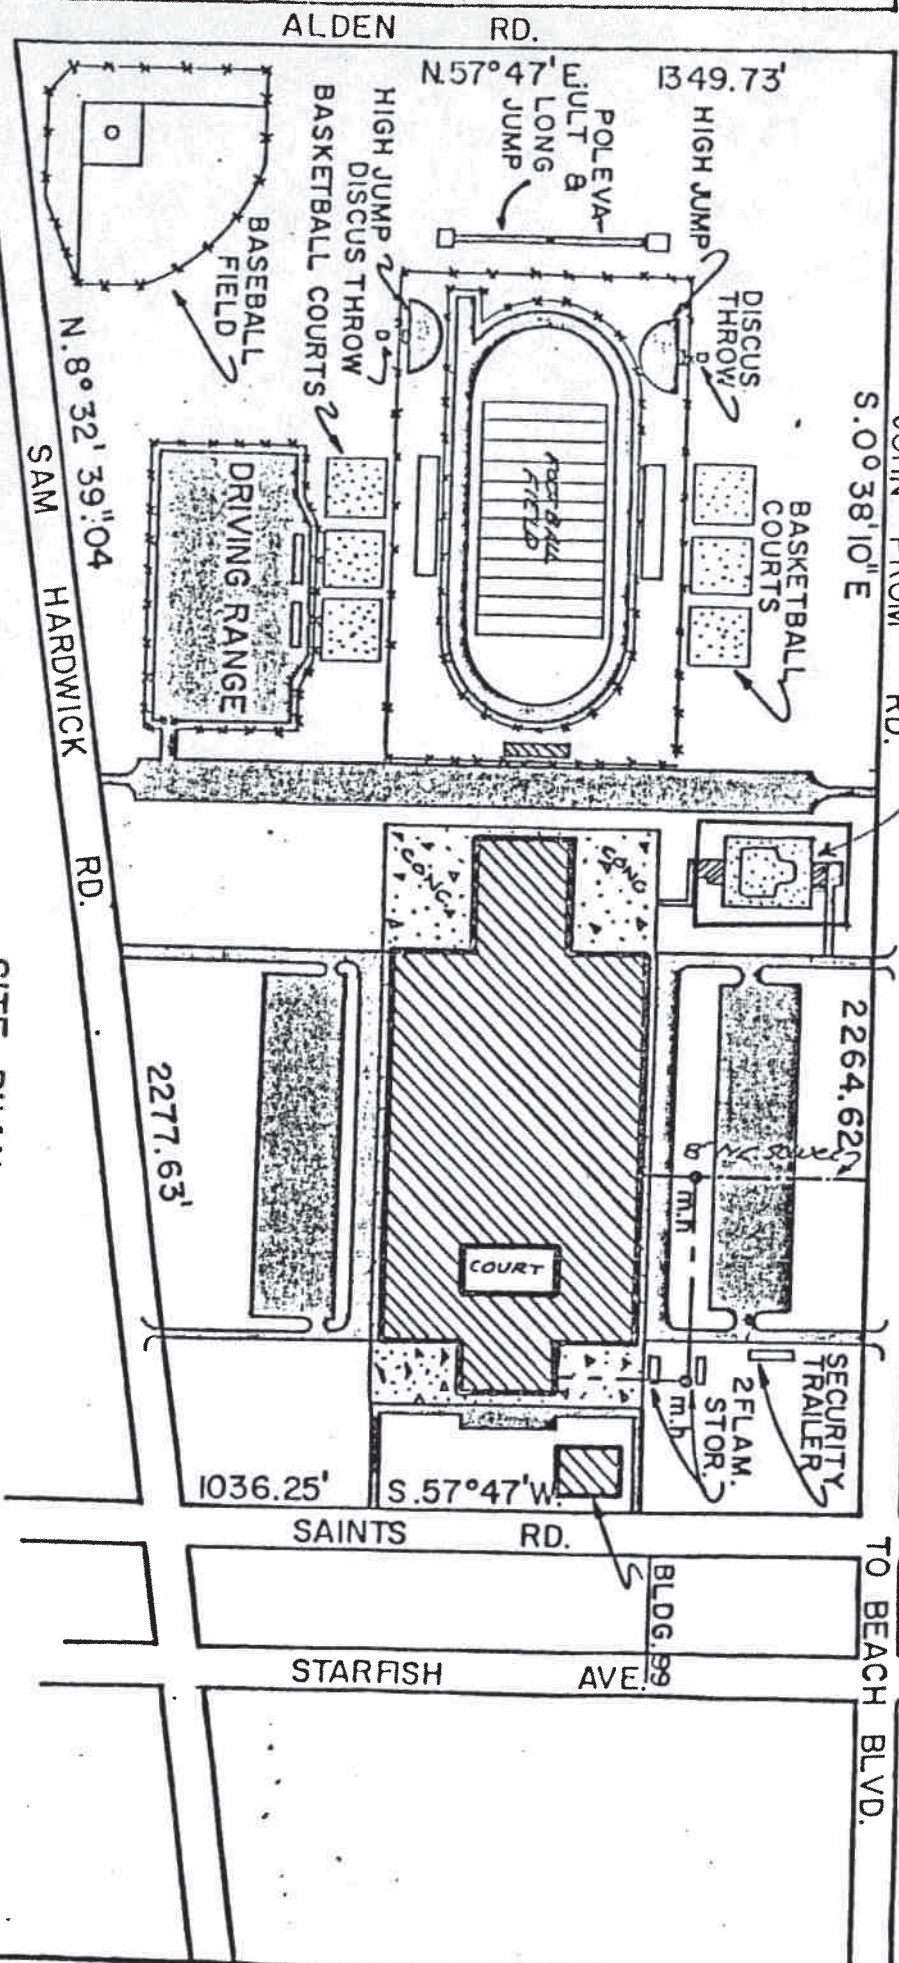 ALDEN RD.
N.57°47'E. 1349.73'
HIGH JUMP
POLEVA-
ULT &
LONG
JUMP
HIGH JUMP
DISCUS THROW
BASKETBALL COURTS
BASEBALL
FIELD
DISCUS
THROW
D
D
S.0°38'10"E
RD.
FOOTBALL
FIELD
BASKETBALL
COURTS
DRIVING RANGE
N.8°32'39."04
SAM HARDWICK RD.
CONC.
CONC
2264.62'
2277.63'
8"
m.h
COURT
SECURITY
TRAILER
2 FLAM.
STOR.
m.h
1036.25' S.57°47'W.
SAINTS RD.
BLDG. 99
TO BEACH BLVD.
STARFISH AVE.